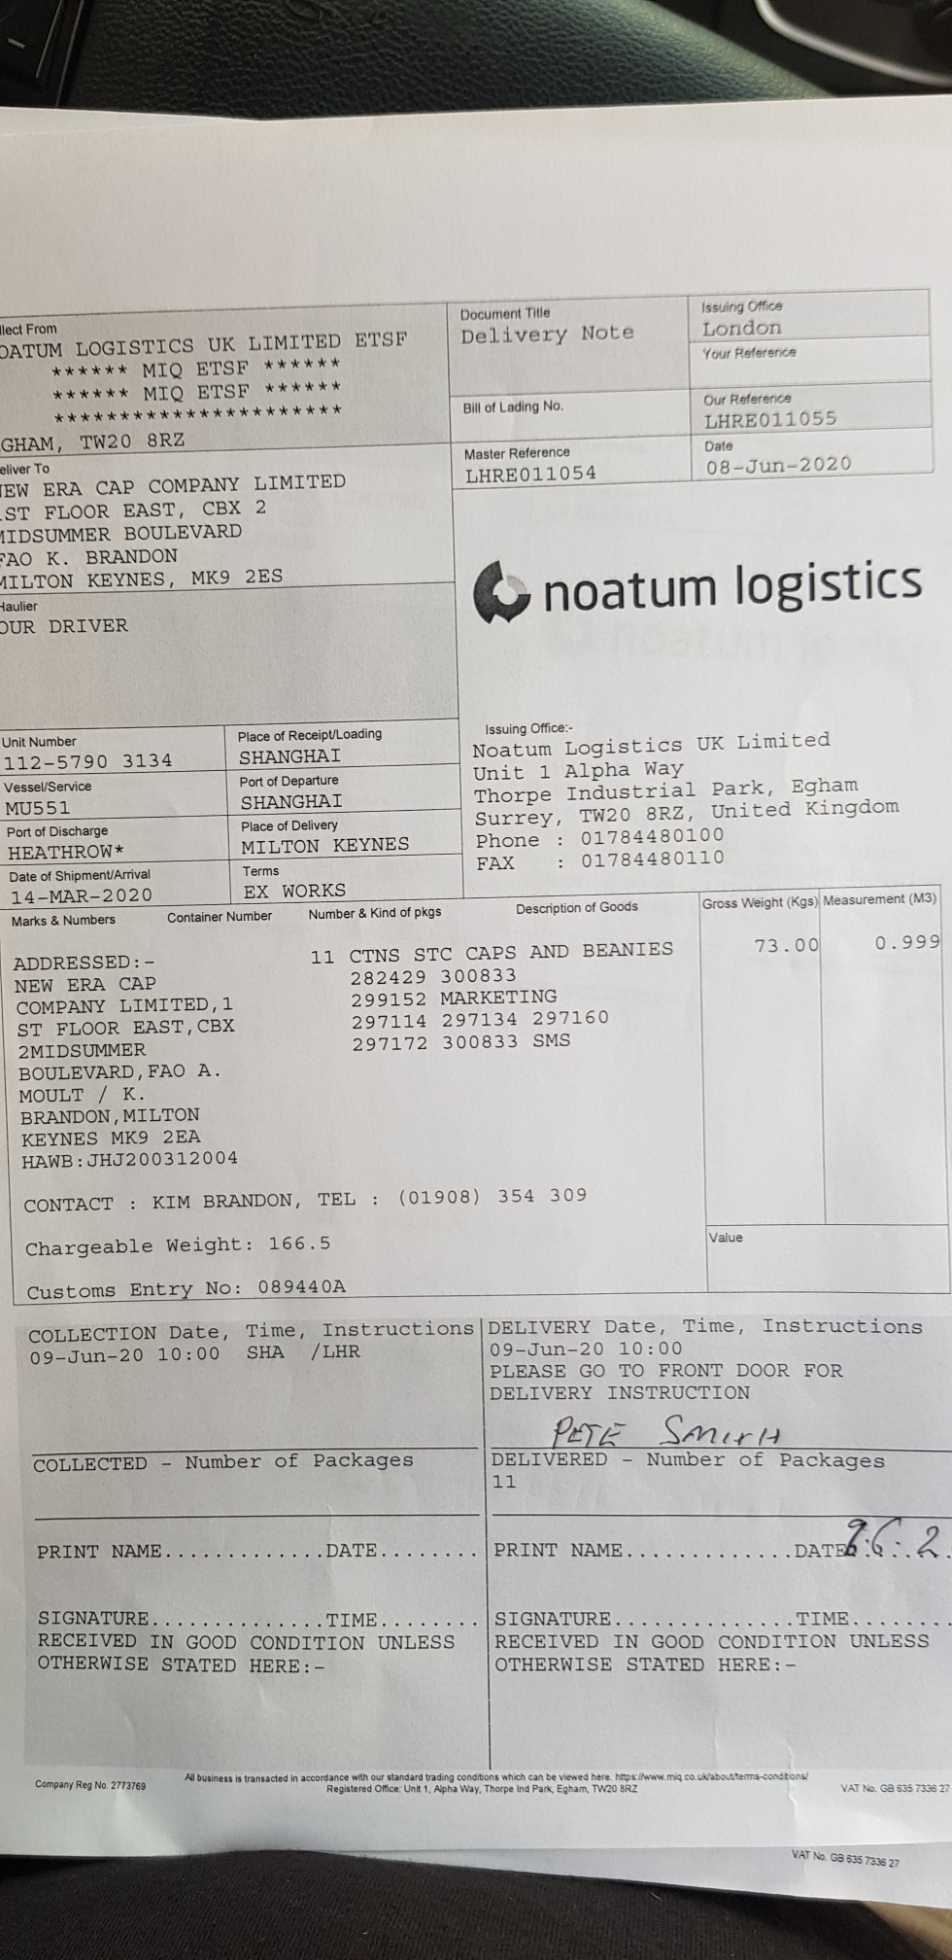 llect From
OATUM LOGISTICS UK LIMITED ETSF
****** MIQ ETSF ******
****** MIQ ETSF ******
**********************
GHAM, TW20 8RZ
Document Title
Delivery Note
Issuing Office
London
Your Reference
Bill of Lading No.
Our Reference
LHRE011055
Master Reference
LHRE011054
Date
08-Jun-2020
eliver To
NEW ERA CAP COMPANY LIMITED
ST FLOOR EAST, CBX 2
MIDSUMMER BOULEVARD
FAO K. BRANDON
MILTON KEYNES, MK9 2ES
Haulier
OUR DRIVER
noatum logistics
Unit Number
112-5790 3134
Place of Receipt/Loading
SHANGHAI
Vessel/Service
MU551
Port of Departure
SHANGHAI
Port of Discharge
HEATHROW*
Place of Delivery
MILTON KEYNES
Date of Shipment/Arrival
14-MAR-2020
Terms
EX WORKS
Issuing Office:-
Noatum Logistics UK Limited
Unit 1 Alpha Way
Thorpe Industrial Park, Egham
Surrey, TW20 8RZ, United Kingdom
Phone : 01784480100
FAX : 01784480110
Marks & Numbers Container Number Number & Kind of pkgs Description of Goods Gross Weight (Kgs) Measurement (M3)
11 CTNS STC CAPS AND BEANIES 73.00 0.999
282429 300833
299152 MARKETING
297114 297134 297160
297172 300833 SMS
ADDRESSED:-
NEW ERA CAP
COMPANY LIMITED,1
ST FLOOR EAST,CBX
2MIDSUMMER
BOULEVARD,FAO A.
MOULT / K.
BRANDON,MILTON
KEYNES MK9 2EA
HAWB:JHJ200312004
CONTACT : KIM BRANDON, TEL : (01908) 354 309
Chargeable Weight: 166.5
Value
Customs Entry No: 089440A
COLLECTION Date, Time, Instructions
09-Jun-20 10:00 SHA /LHR
COLLECTED - Number of Packages
PRINT NAME.............DATE........
SIGNATURE..............TIME........
RECEIVED IN GOOD CONDITION UNLESS
OTHERWISE STATED HERE:-
DELIVERY Date, Time, Instructions
09-Jun-20 10:00
PLEASE GO TO FRONT DOOR FOR
DELIVERY INSTRUCTION
PETE SMITH
DELIVERED - Number of Packages
11
PRINT NAME.............DATE 9.6.2
SIGNATURE..............TIME........
RECEIVED IN GOOD CONDITION UNLESS
OTHERWISE STATED HERE:-
Company Reg No. 2773769
All business is transacted in accordance with our standard trading conditions which can be viewed here. https://www.miq.co.uk/about/terms-conditions/
Registered Office: Unit 1, Alpha Way, Thorpe Ind Park, Egham, TW20 8RZ
VAT No. GB 635 7336 27
VAT No. GB 635 7336 27